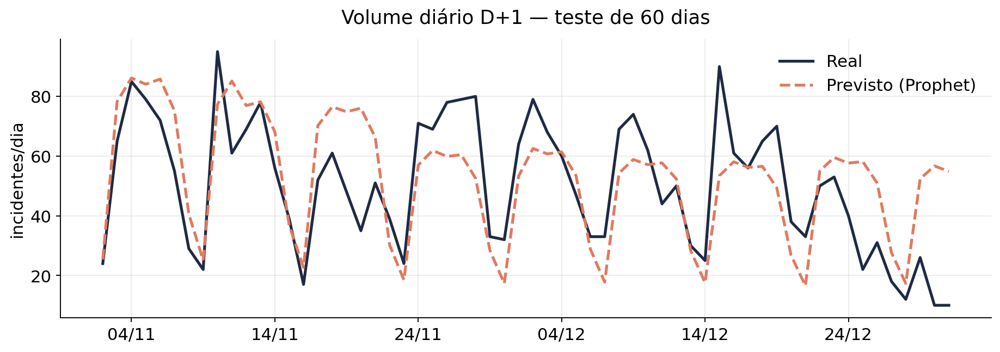 Volume diário D+1 — teste de 60 dias
Real
Previsto (Prophet)
incidentes/dia
80
60
40
20
04/11
14/11
24/11
04/12
14/12
24/12